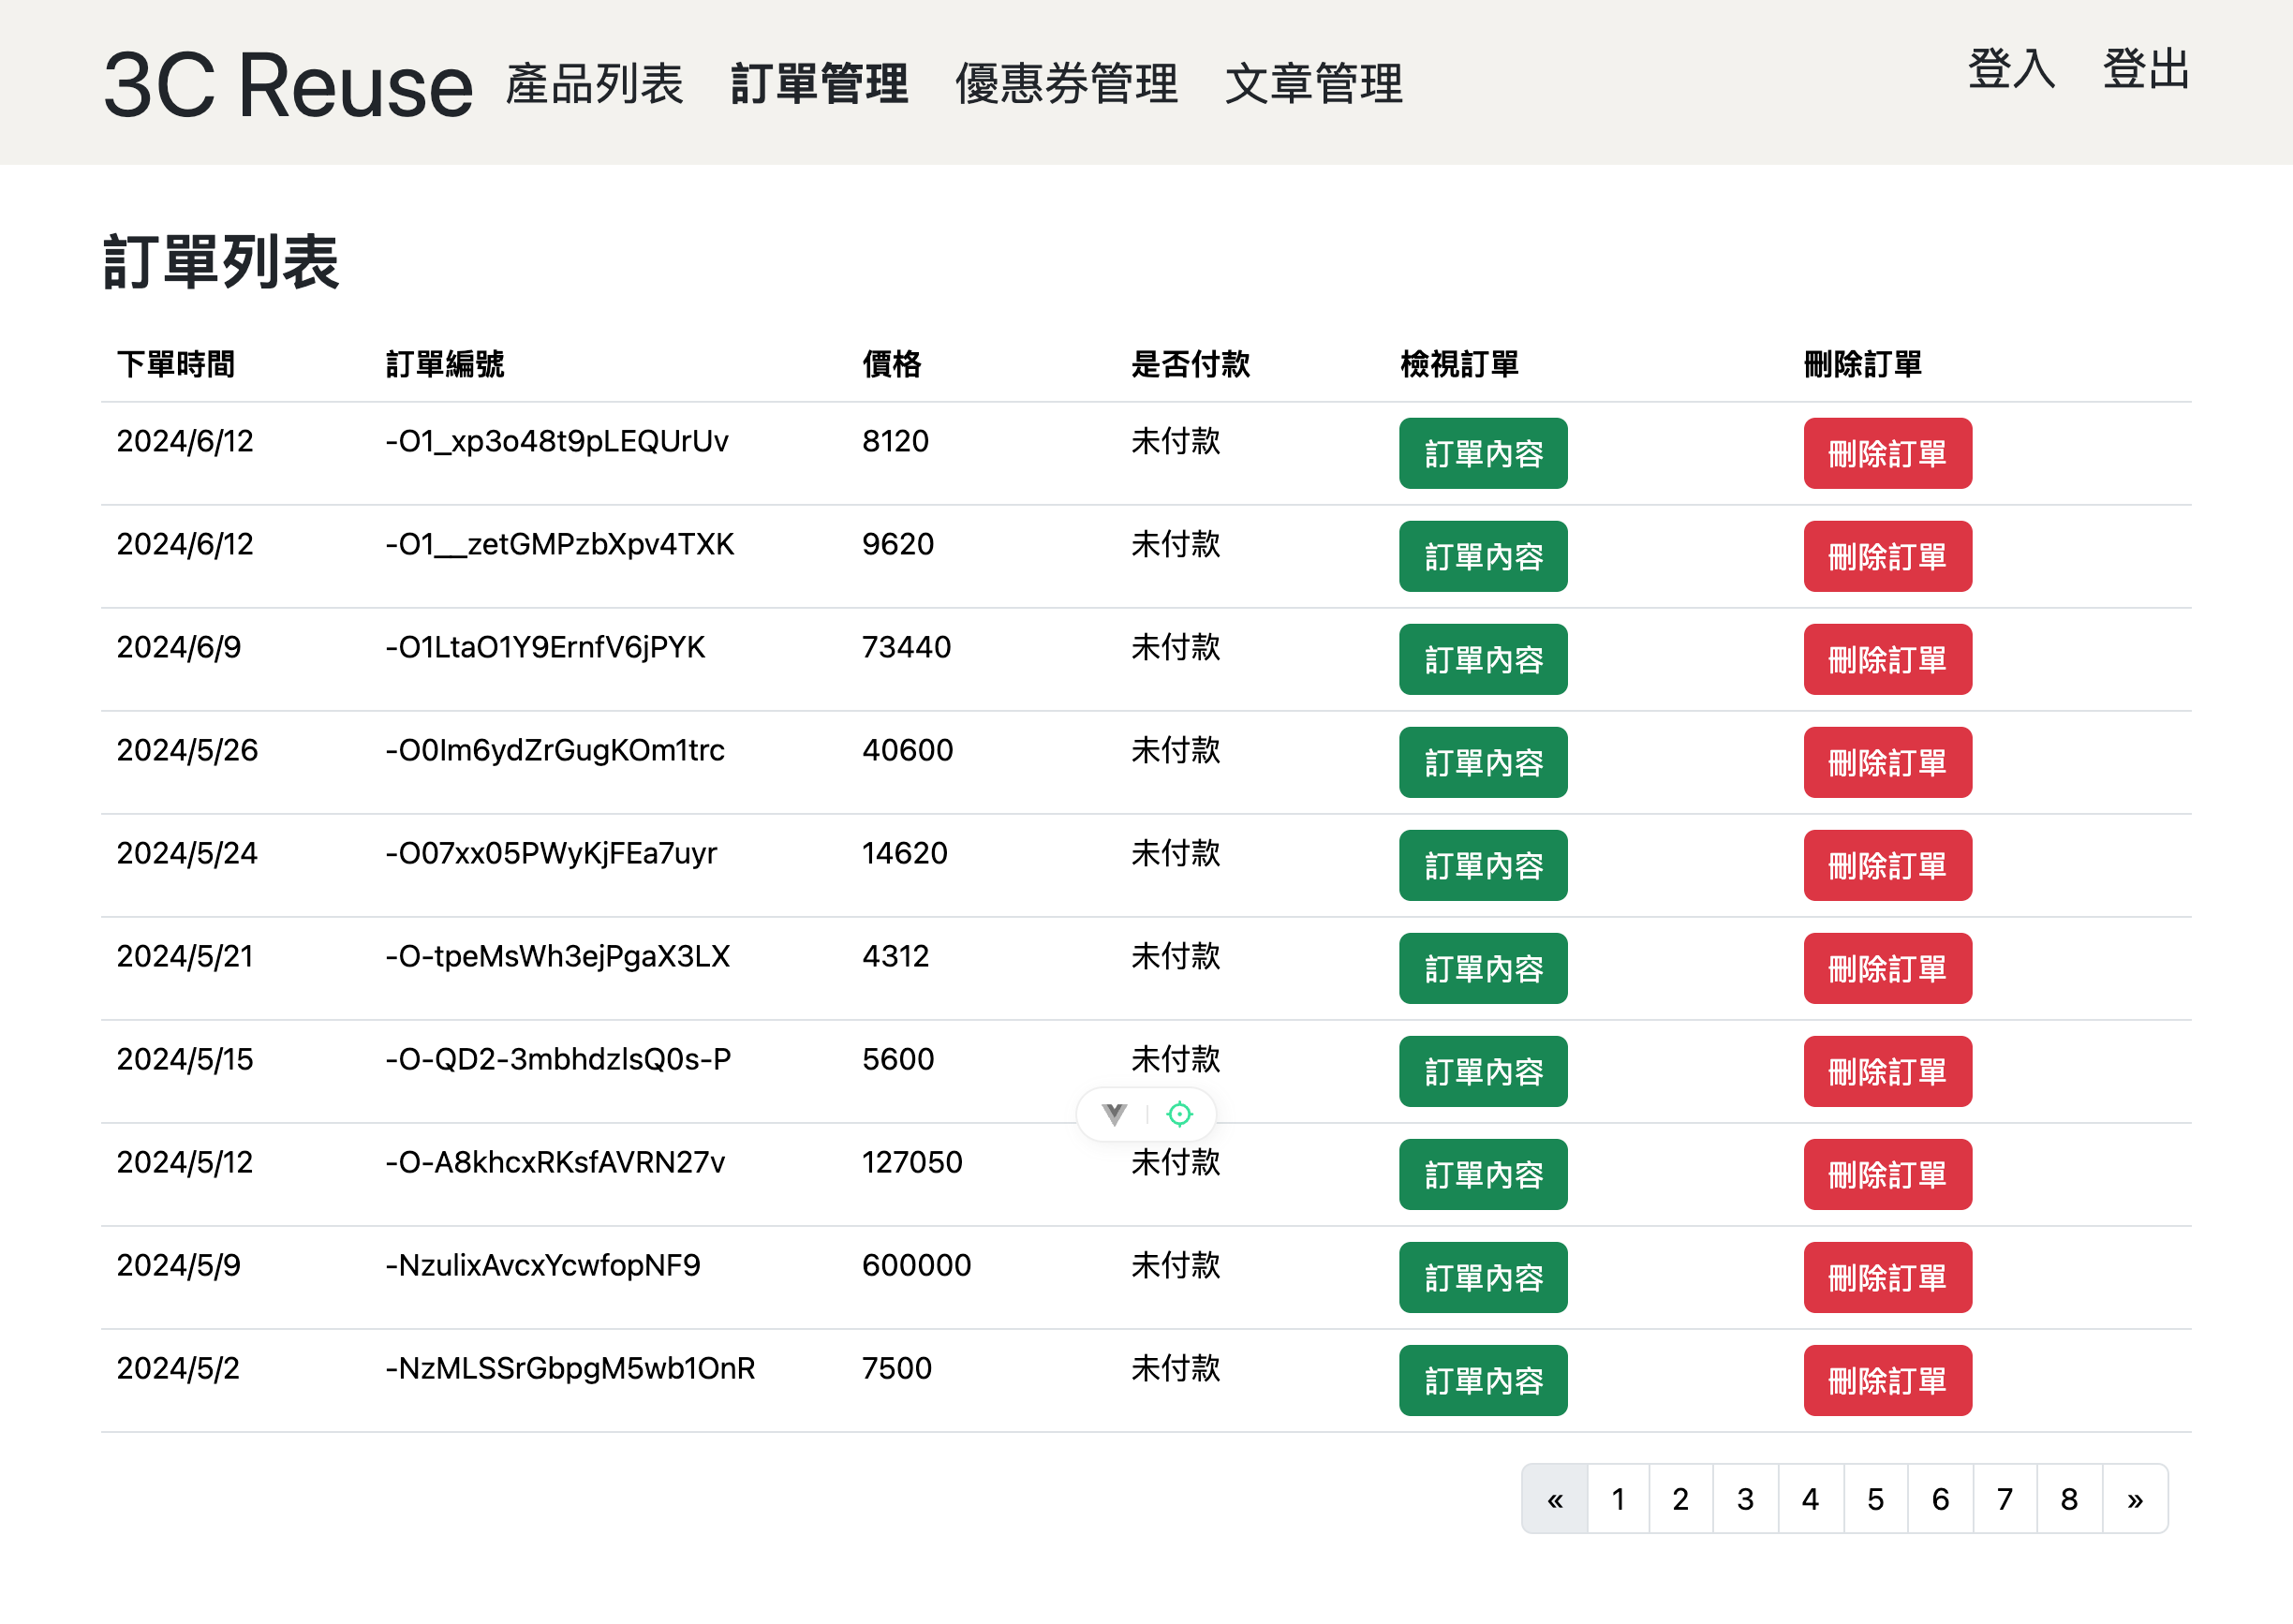 3C Reuse 產品列表 訂單管理 優惠券管理 文章管理 登入 登出
訂單列表
下單時間 訂單編號 價格 是否付款 檢視訂單 刪除訂單
2024/6/12 -O1_xp3o48t9pLEQUrUv 8120 未付款 訂單內容 刪除訂單
2024/6/12 -O1__zetGMPzbXpv4TXK 9620 未付款 訂單內容 刪除訂單
2024/6/9 -O1LtaO1Y9ErnfV6jPYK 73440 未付款 訂單內容 刪除訂單
2024/5/26 -O0Im6ydZrGugKOm1trc 40600 未付款 訂單內容 刪除訂單
2024/5/24 -O07xx05PWyKjFEa7uyr 14620 未付款 訂單內容 刪除訂單
2024/5/21 -O-tpeMsWh3ejPgaX3LX 4312 未付款 訂單內容 刪除訂單
2024/5/15 -O-QD2-3mbhdzlsQ0s-P 5600 未付款 訂單內容 刪除訂單
2024/5/12 -O-A8khcxRKsfAVRN27v 127050 未付款 訂單內容 刪除訂單
2024/5/9 -NzulixAvcxYcwfopNF9 600000 未付款 訂單內容 刪除訂單
2024/5/2 -NzMLSSrGbpgM5wb1OnR 7500 未付款 訂單內容 刪除訂單
« 1 2 3 4 5 6 7 8 »